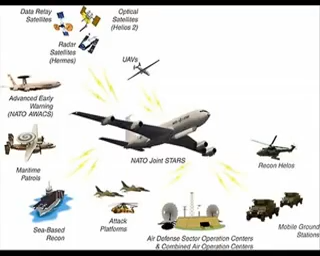 Data Relay
Satellites
Optical
Satellites
(Helios 2)
Radar
Satellites
(Hermes)
UAVs
Advanced Early
Warning
(NATO AWACS)
NATO Joint STARS
Maritime
Patrols
Recon Helos
Sea-Based
Recon
Attack
Platforms
Air Defense Sector Operation Centers
& Combined Air Operation Centers
Mobile Ground
Stations